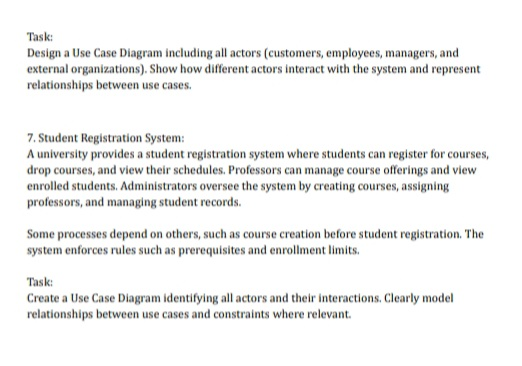 Task:
Design a Use Case Diagram including all actors (customers, employees, managers, and
external organizations). Show how different actors interact with the system and represent
relationships between use cases.
7. Student Registration System:
A university provides a student registration system where students can register for courses,
drop courses, and view their schedules. Professors can manage course offerings and view
enrolled students. Administrators oversee the system by creating courses, assigning
professors, and managing student records.
Some processes depend on others, such as course creation before student registration. The
system enforces rules such as prerequisites and enrollment limits.
Task:
Create a Use Case Diagram identifying all actors and their interactions. Clearly model
relationships between use cases and constraints where relevant.